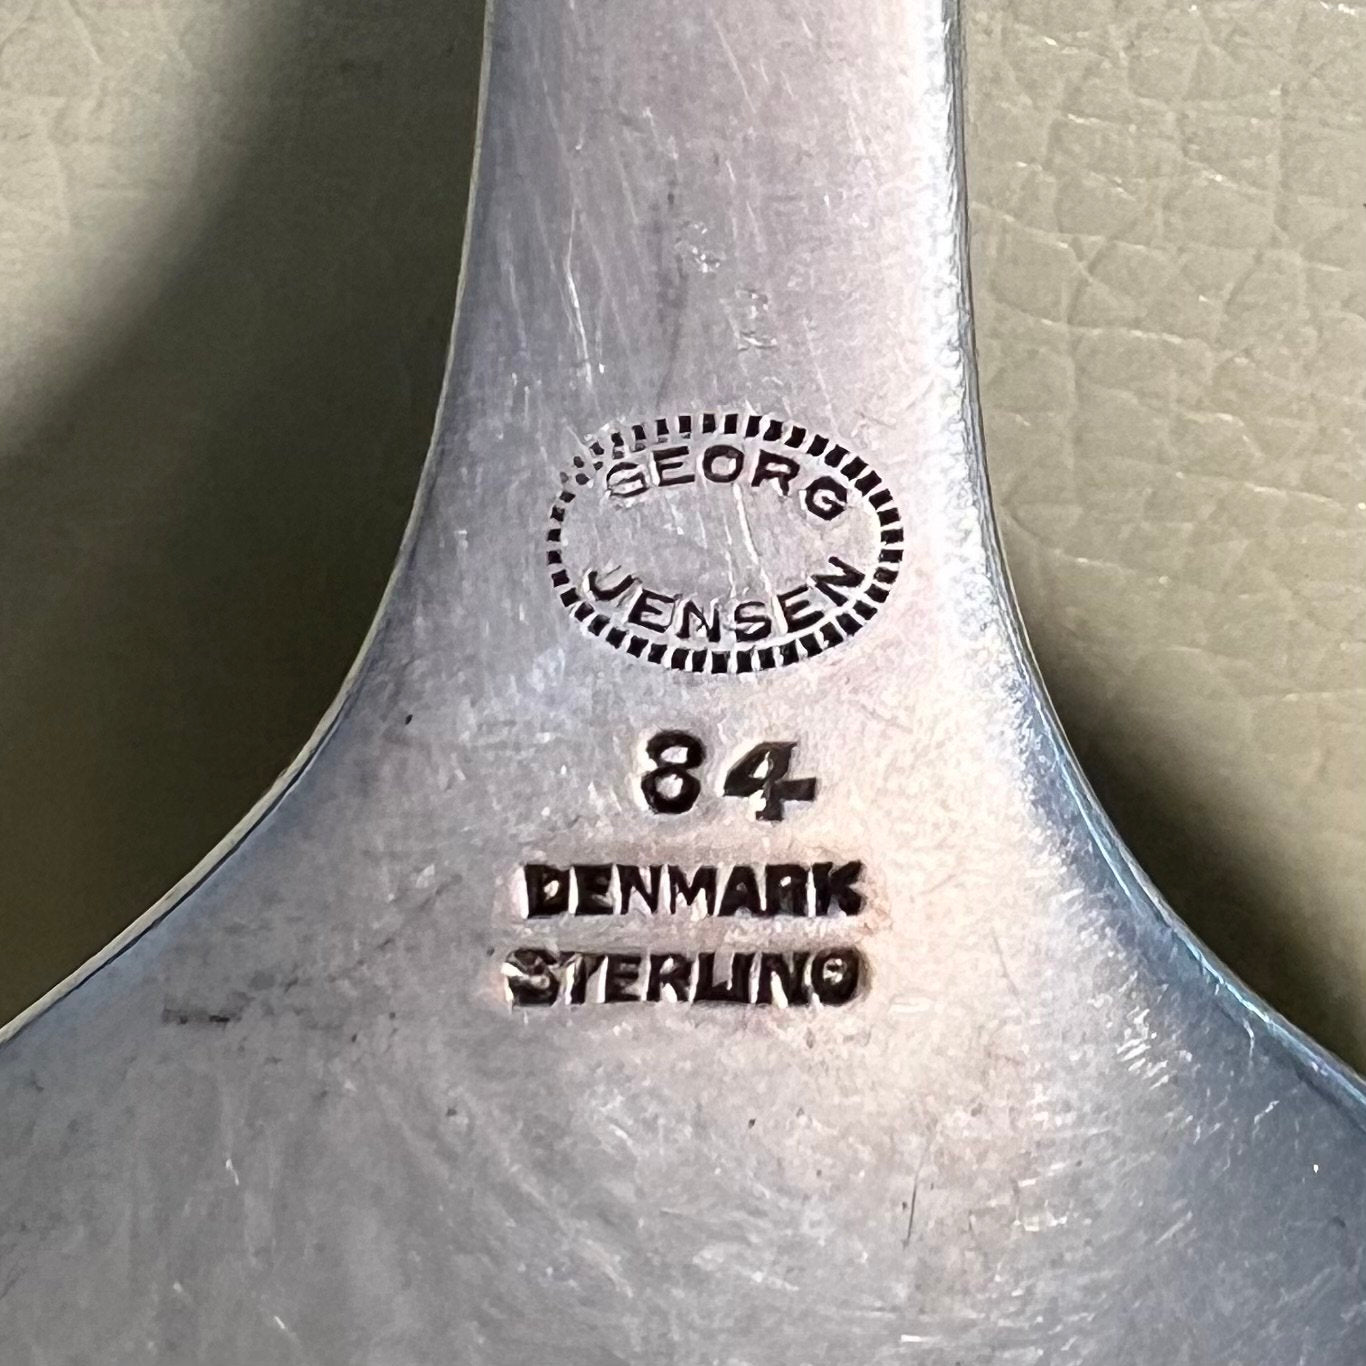 GEORG
JENSEN
84
DENMARK
STERLING